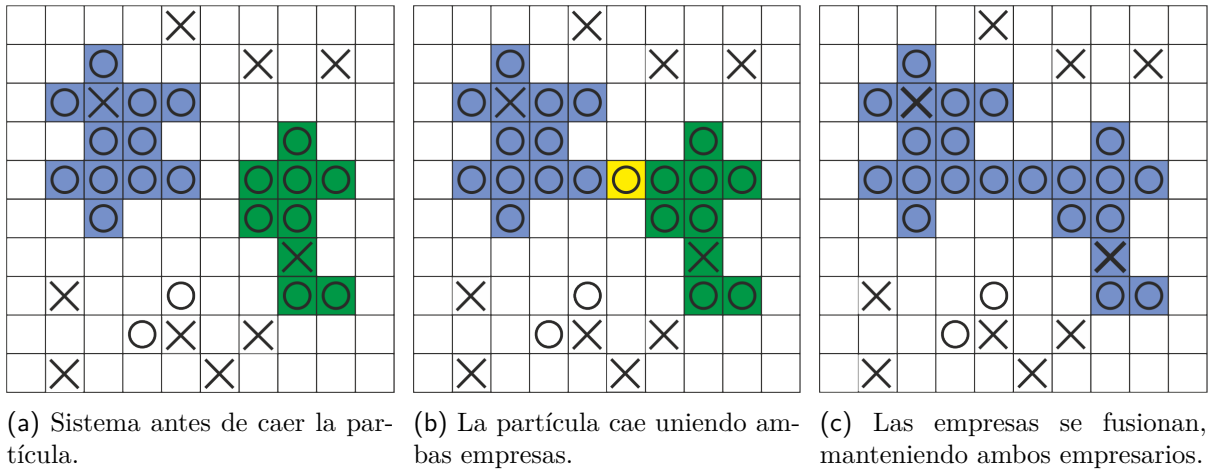 (a) Sistema antes de caer la par-
tícula.
(b) La partícula cae uniendo am-
bas empresas.
(c) Las empresas se fusionan,
manteniendo ambos empresarios.